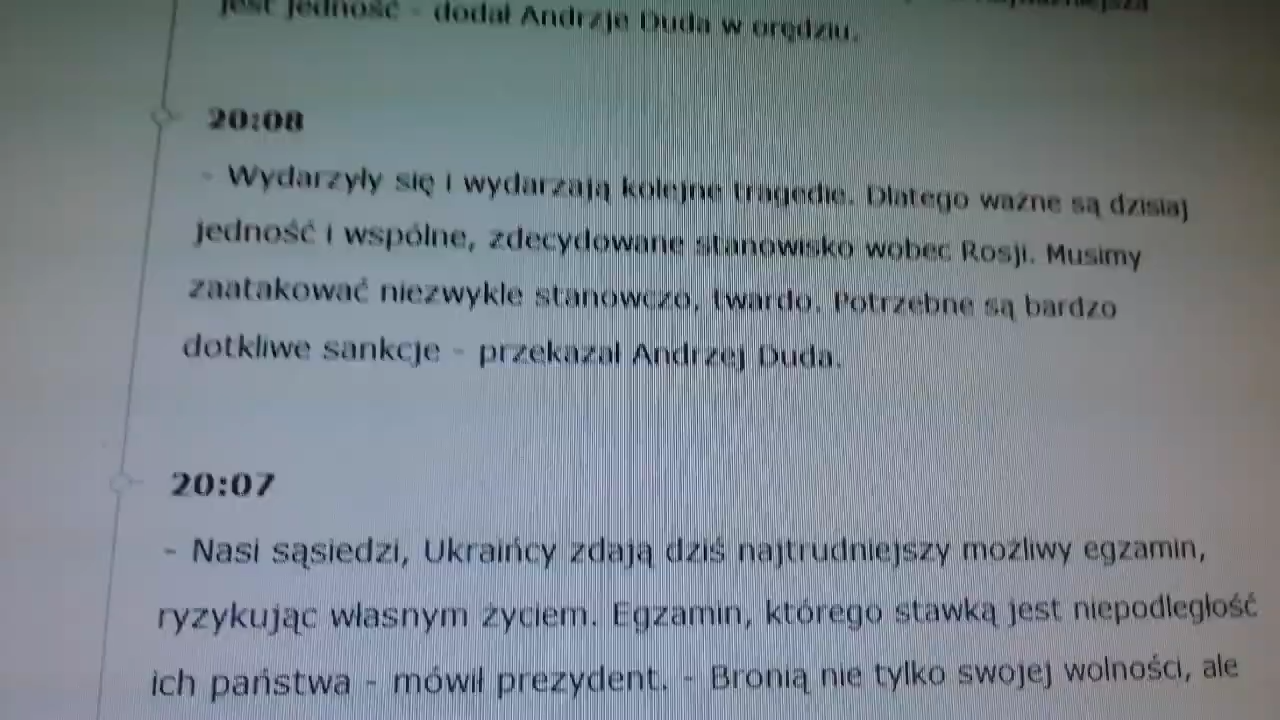 jest jedność - dodał Andrzje Duda w orędziu.
20:08
- Wydarzyły się i wydarzają kolejne tragedie. Dlatego ważne są dzisiaj
jedność i wspólne, zdecydowane stanowisko wobec Rosji. Musimy
zaatakować niezwykle stanowczo, twardo. Potrzebne są bardzo
dotkliwe sankcje - przekazał Andrzej Duda.
20:07
- Nasi sąsiedzi, Ukraińcy zdają dziś najtrudniejszy możliwy egzamin,
ryzykując własnym życiem. Egzamin, którego stawką jest niepodległość
ich państwa - mówił prezydent. - Bronią nie tylko swojej wolności, ale